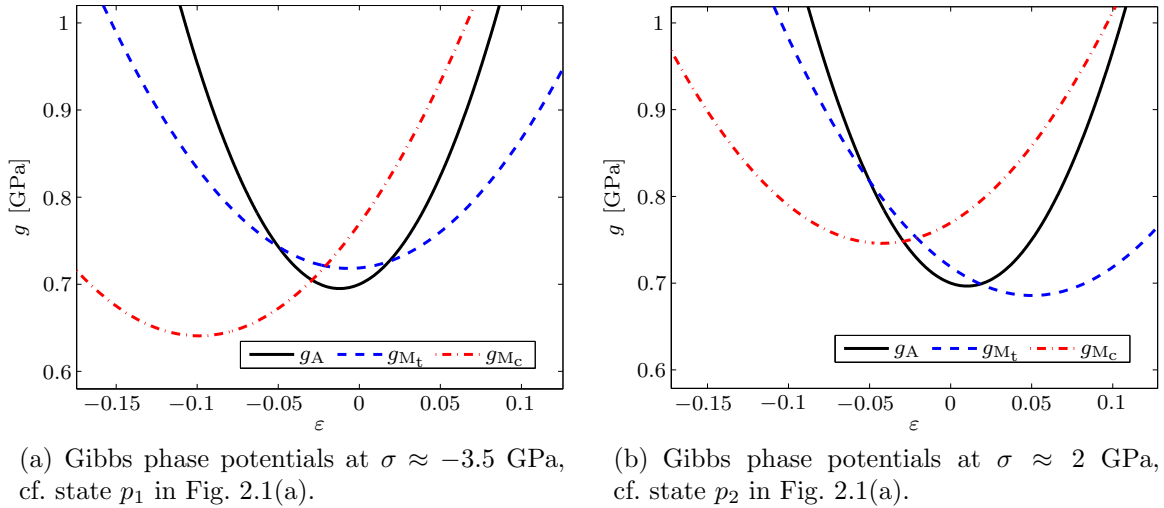 1
0.9
0.8
0.7
0.6
g [GPa]
−0.15 −0.1 −0.05 0 0.05 0.1
ε
g_A g_{M_t} g_{M_c}
(a) Gibbs phase potentials at σ ≈ −3.5 GPa,
cf. state p_1 in Fig. 2.1(a).
1
0.9
0.8
0.7
0.6
g [GPa]
−0.15 −0.1 −0.05 0 0.05 0.1
ε
g_A g_{M_t} g_{M_c}
(b) Gibbs phase potentials at σ ≈ 2 GPa,
cf. state p_2 in Fig. 2.1(a).